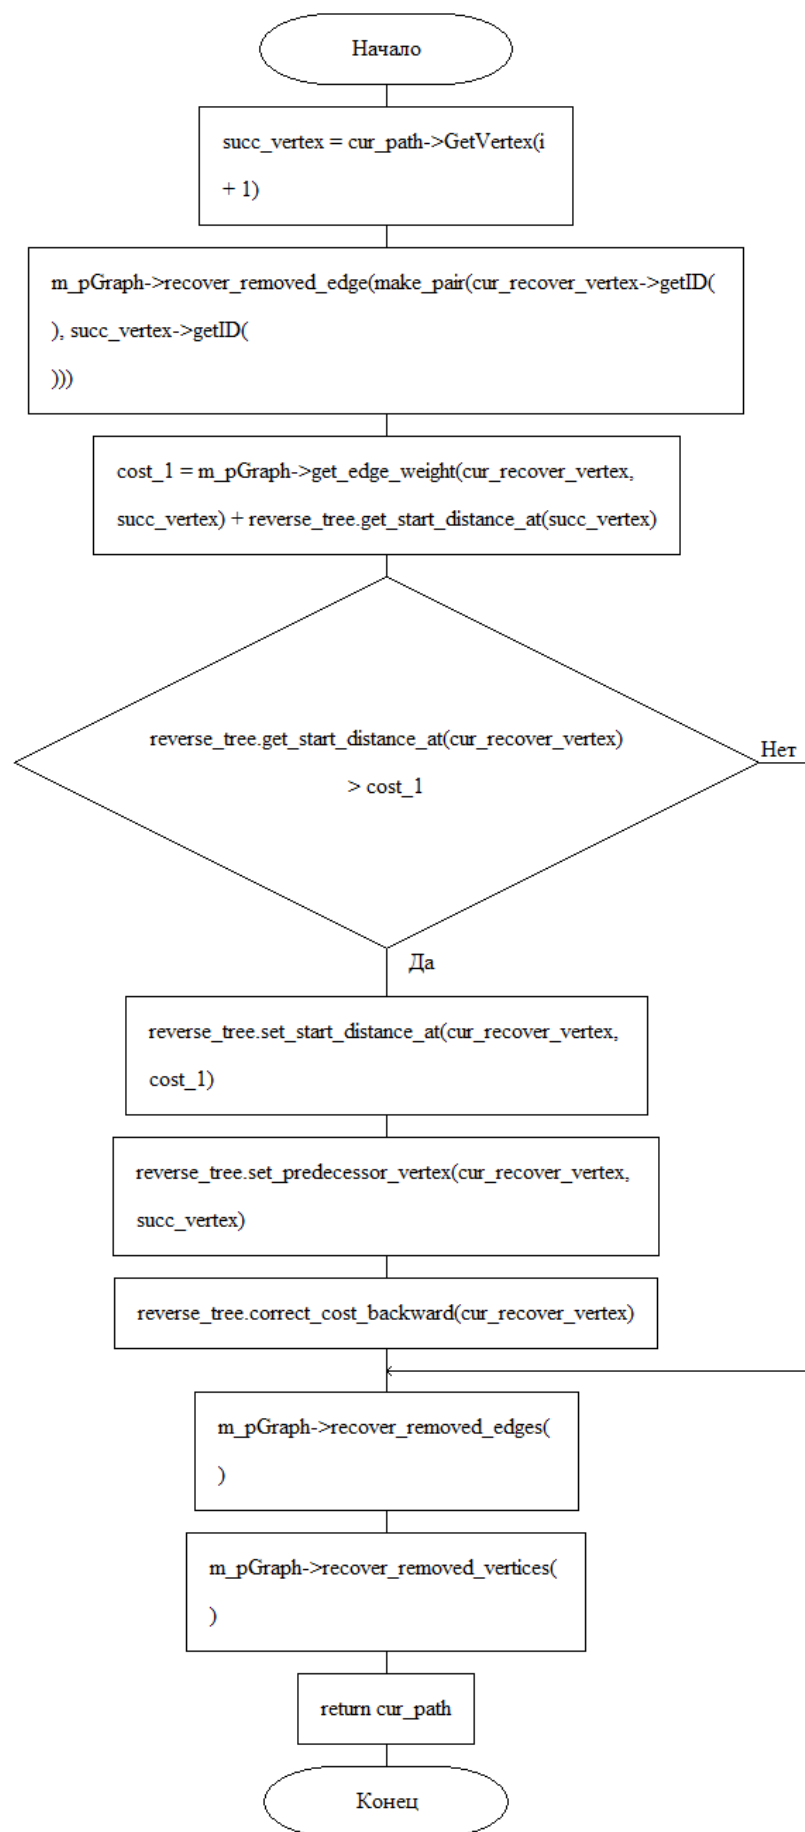 Начало
succ_vertex = cur_path->GetVertex(i
+ 1)
m_pGraph->recover_removed_edge(make_pair(cur_recover_vertex->getID(
), succ_vertex->getID(
)))
cost_1 = m_pGraph->get_edge_weight(cur_recover_vertex,
succ_vertex) + reverse_tree.get_start_distance_at(succ_vertex)
reverse_tree.get_start_distance_at(cur_recover_vertex)
> cost_1
Нет
Да
reverse_tree.set_start_distance_at(cur_recover_vertex,
cost_1)
reverse_tree.set_predecessor_vertex(cur_recover_vertex,
succ_vertex)
reverse_tree.correct_cost_backward(cur_recover_vertex)
m_pGraph->recover_removed_edges(
)
m_pGraph->recover_removed_vertices(
)
return cur_path
Конец